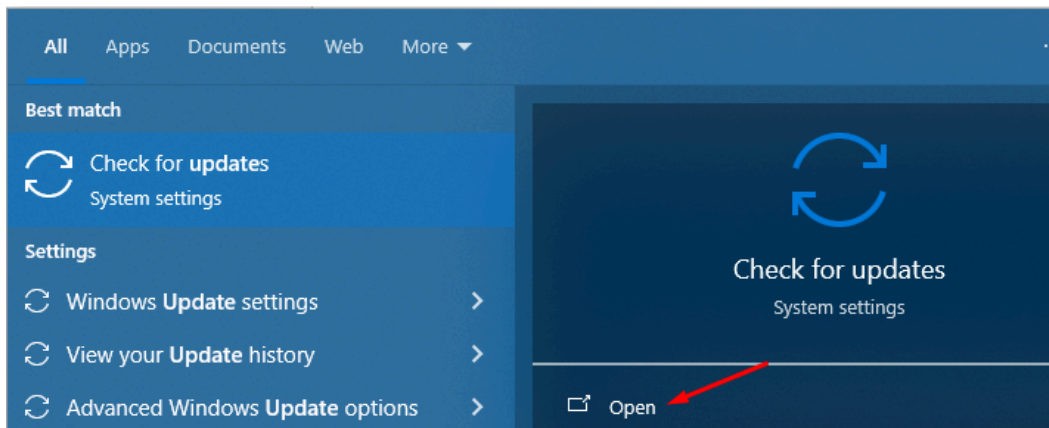 All Apps Documents Web More
Best match
Check for updates
System settings
Settings
Windows Update settings
View your Update history
Advanced Windows Update options
Check for updates
System settings
Open